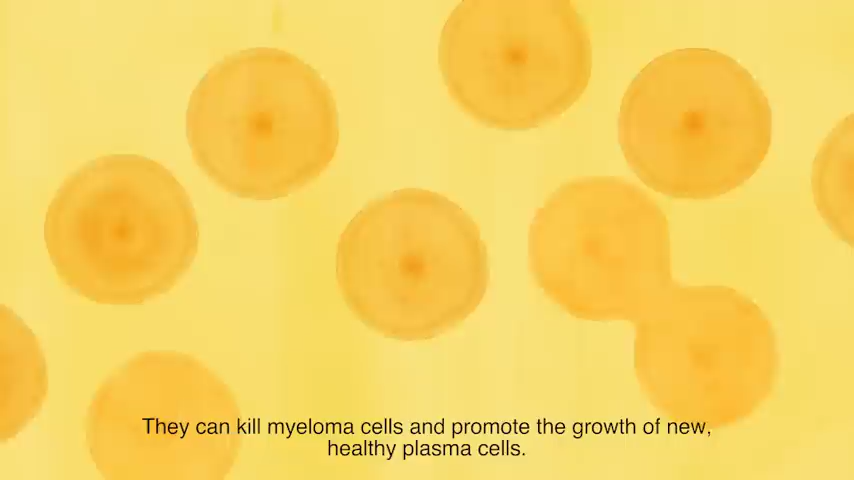 They can kill myeloma cells and promote the growth of new,
healthy plasma cells.